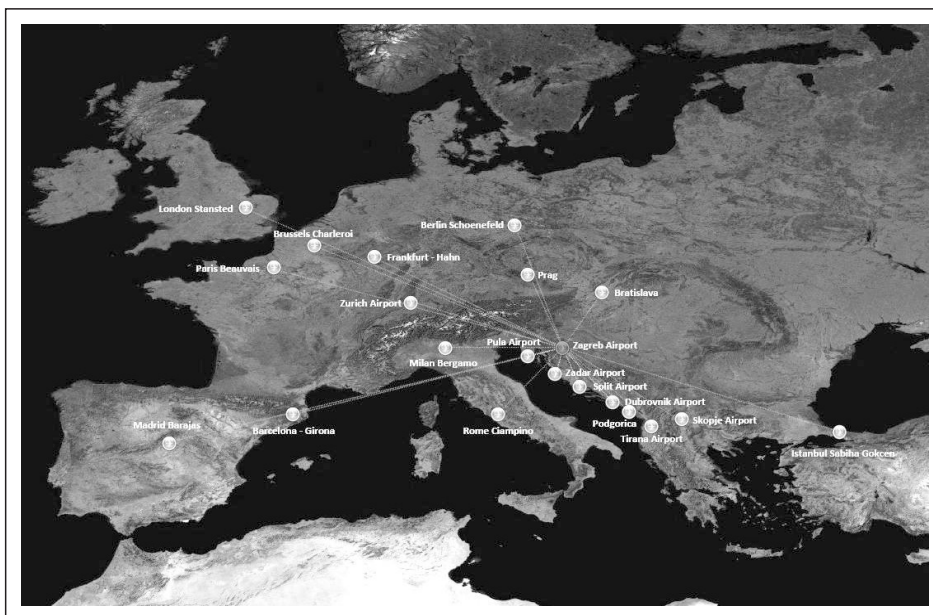 London Stansted
Berlin Schoenefeld
Brussels Charleroi
Frankfurt - Hahn
Paris Beauvais
Prag
Bratislava
Zurich Airport
Pula Airport
Zagreb Airport
Milan Bergamo
Zadar Airport
Split Airport
Dubrovnik Airport
Madrid Barajas
Barcelona - Girona
Rome Ciampino
Podgorica
Skopje Airport
Tirana Airport
Istanbul Sabiha Gokcen